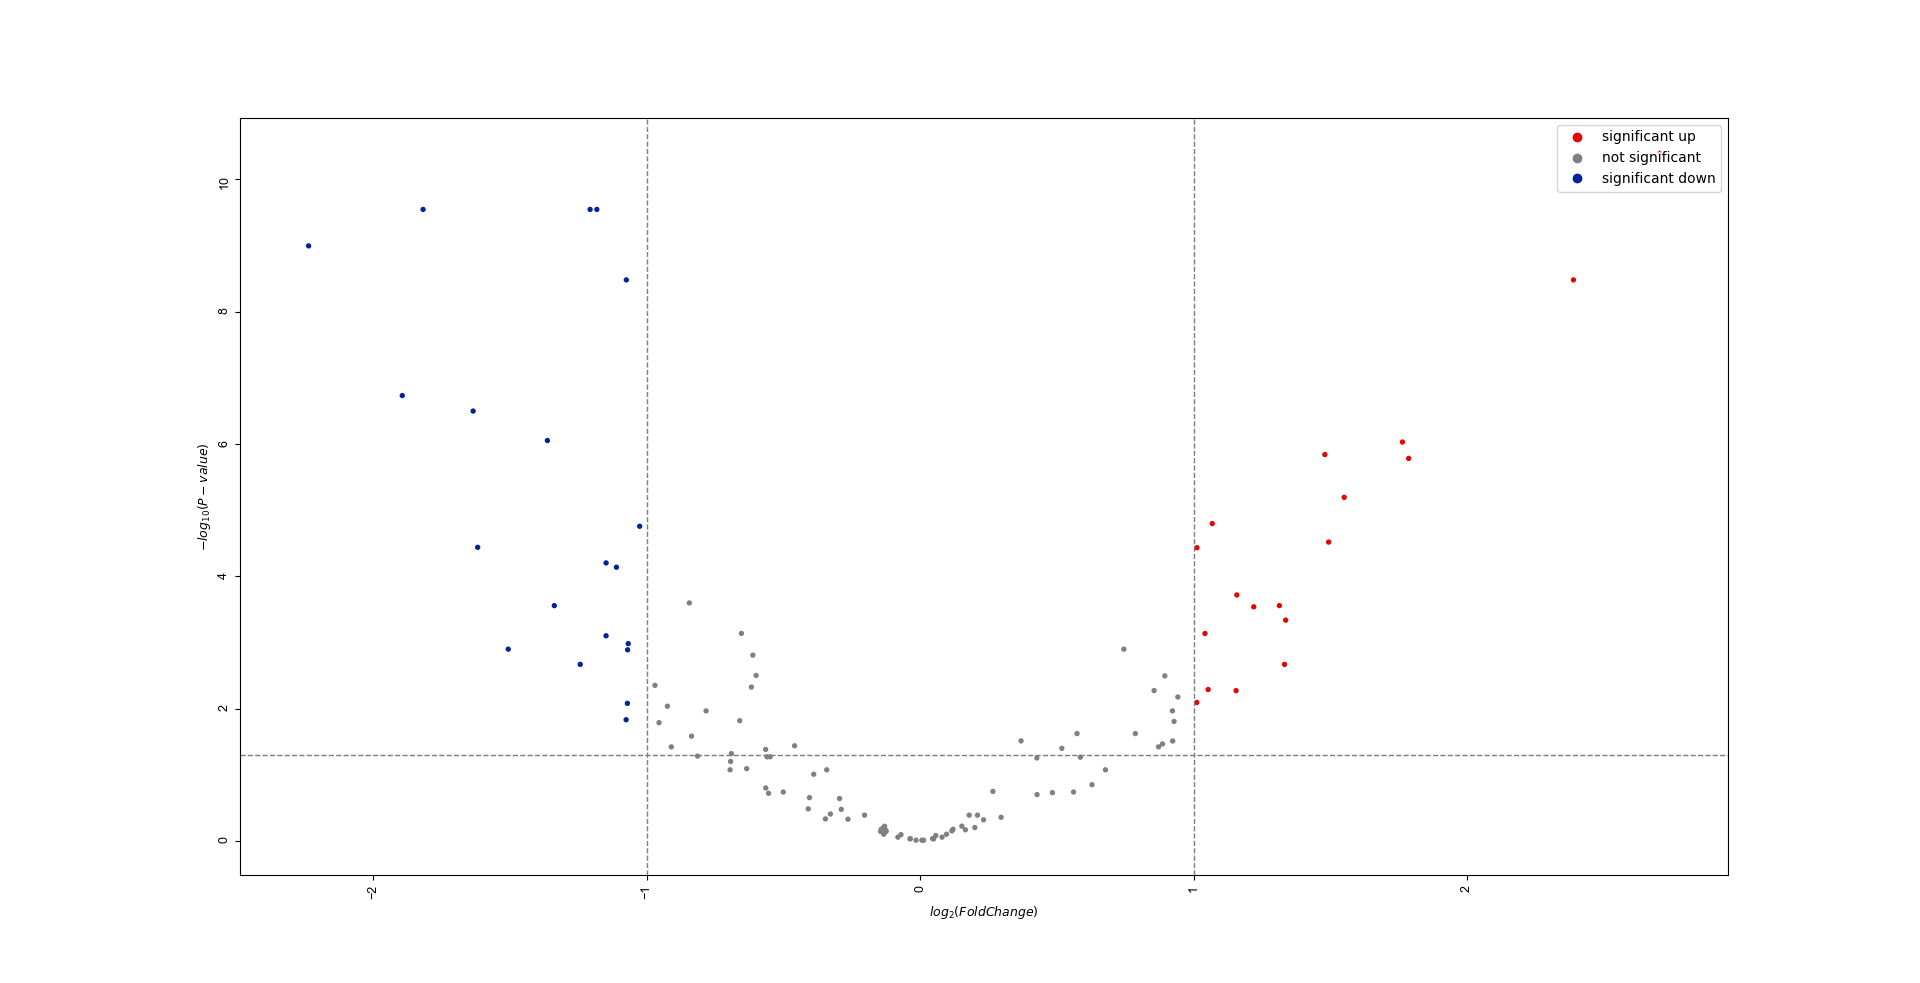 significant up
not significant
significant down
10
8
6
4
2
0
−log₁₀(P − value)
−2
−1
0
1
2
log₂(FoldChange)